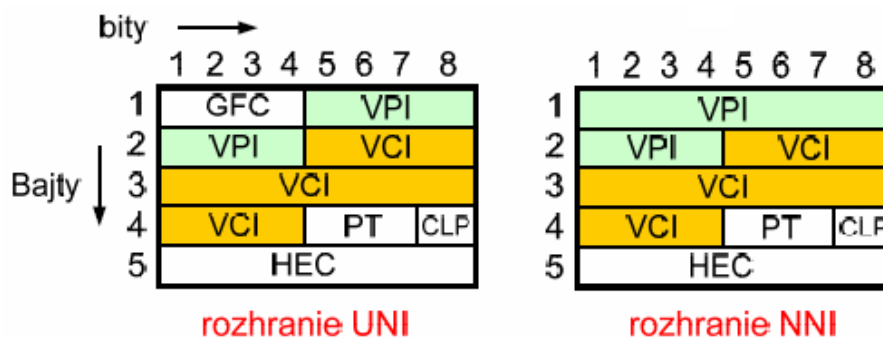 bity
1 2 3 4 5 6 7 8
1 GFC VPI
2 VPI VCI
Bajty
3 VCI
4 VCI PT CLP
5 HEC
rozhranie UNI
1 2 3 4 5 6 7 8
1 VPI
2 VPI VCI
3 VCI
4 VCI PT CLP
5 HEC
rozhranie NNI